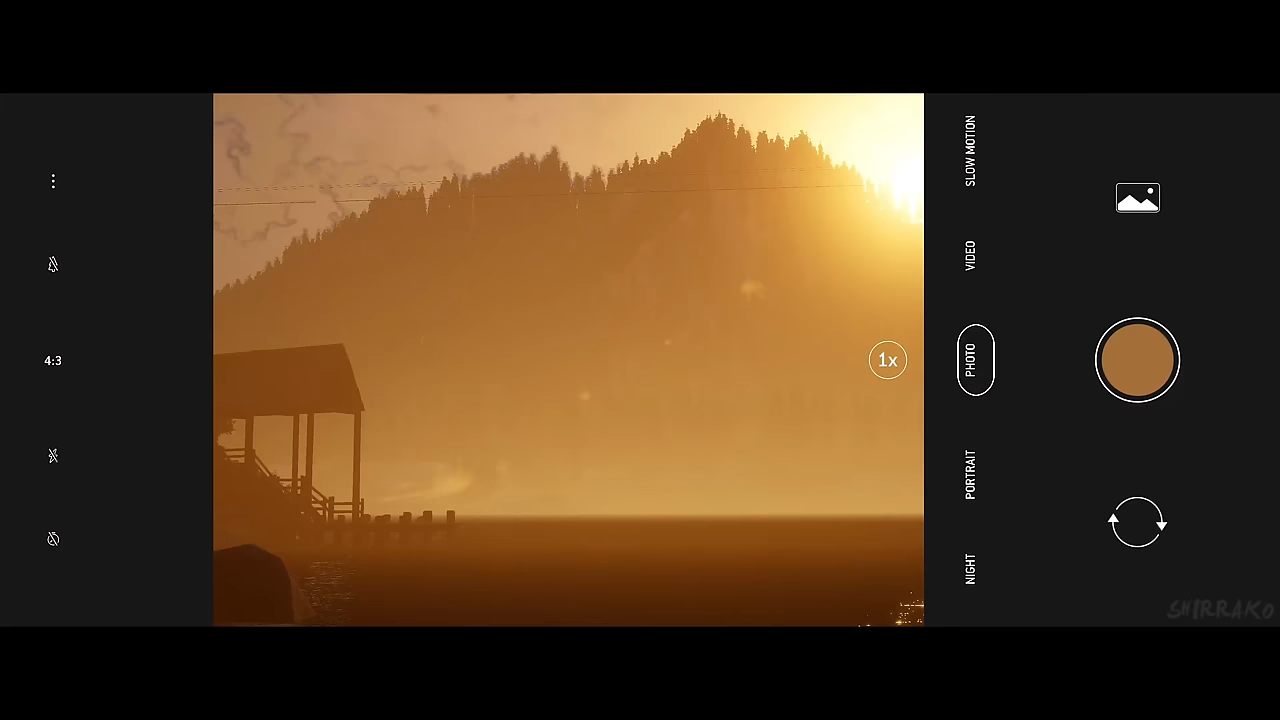 4:3
1x
SLOW MOTION
VIDEO
PHOTO
PORTRAIT
NIGHT
SHIRRAKO